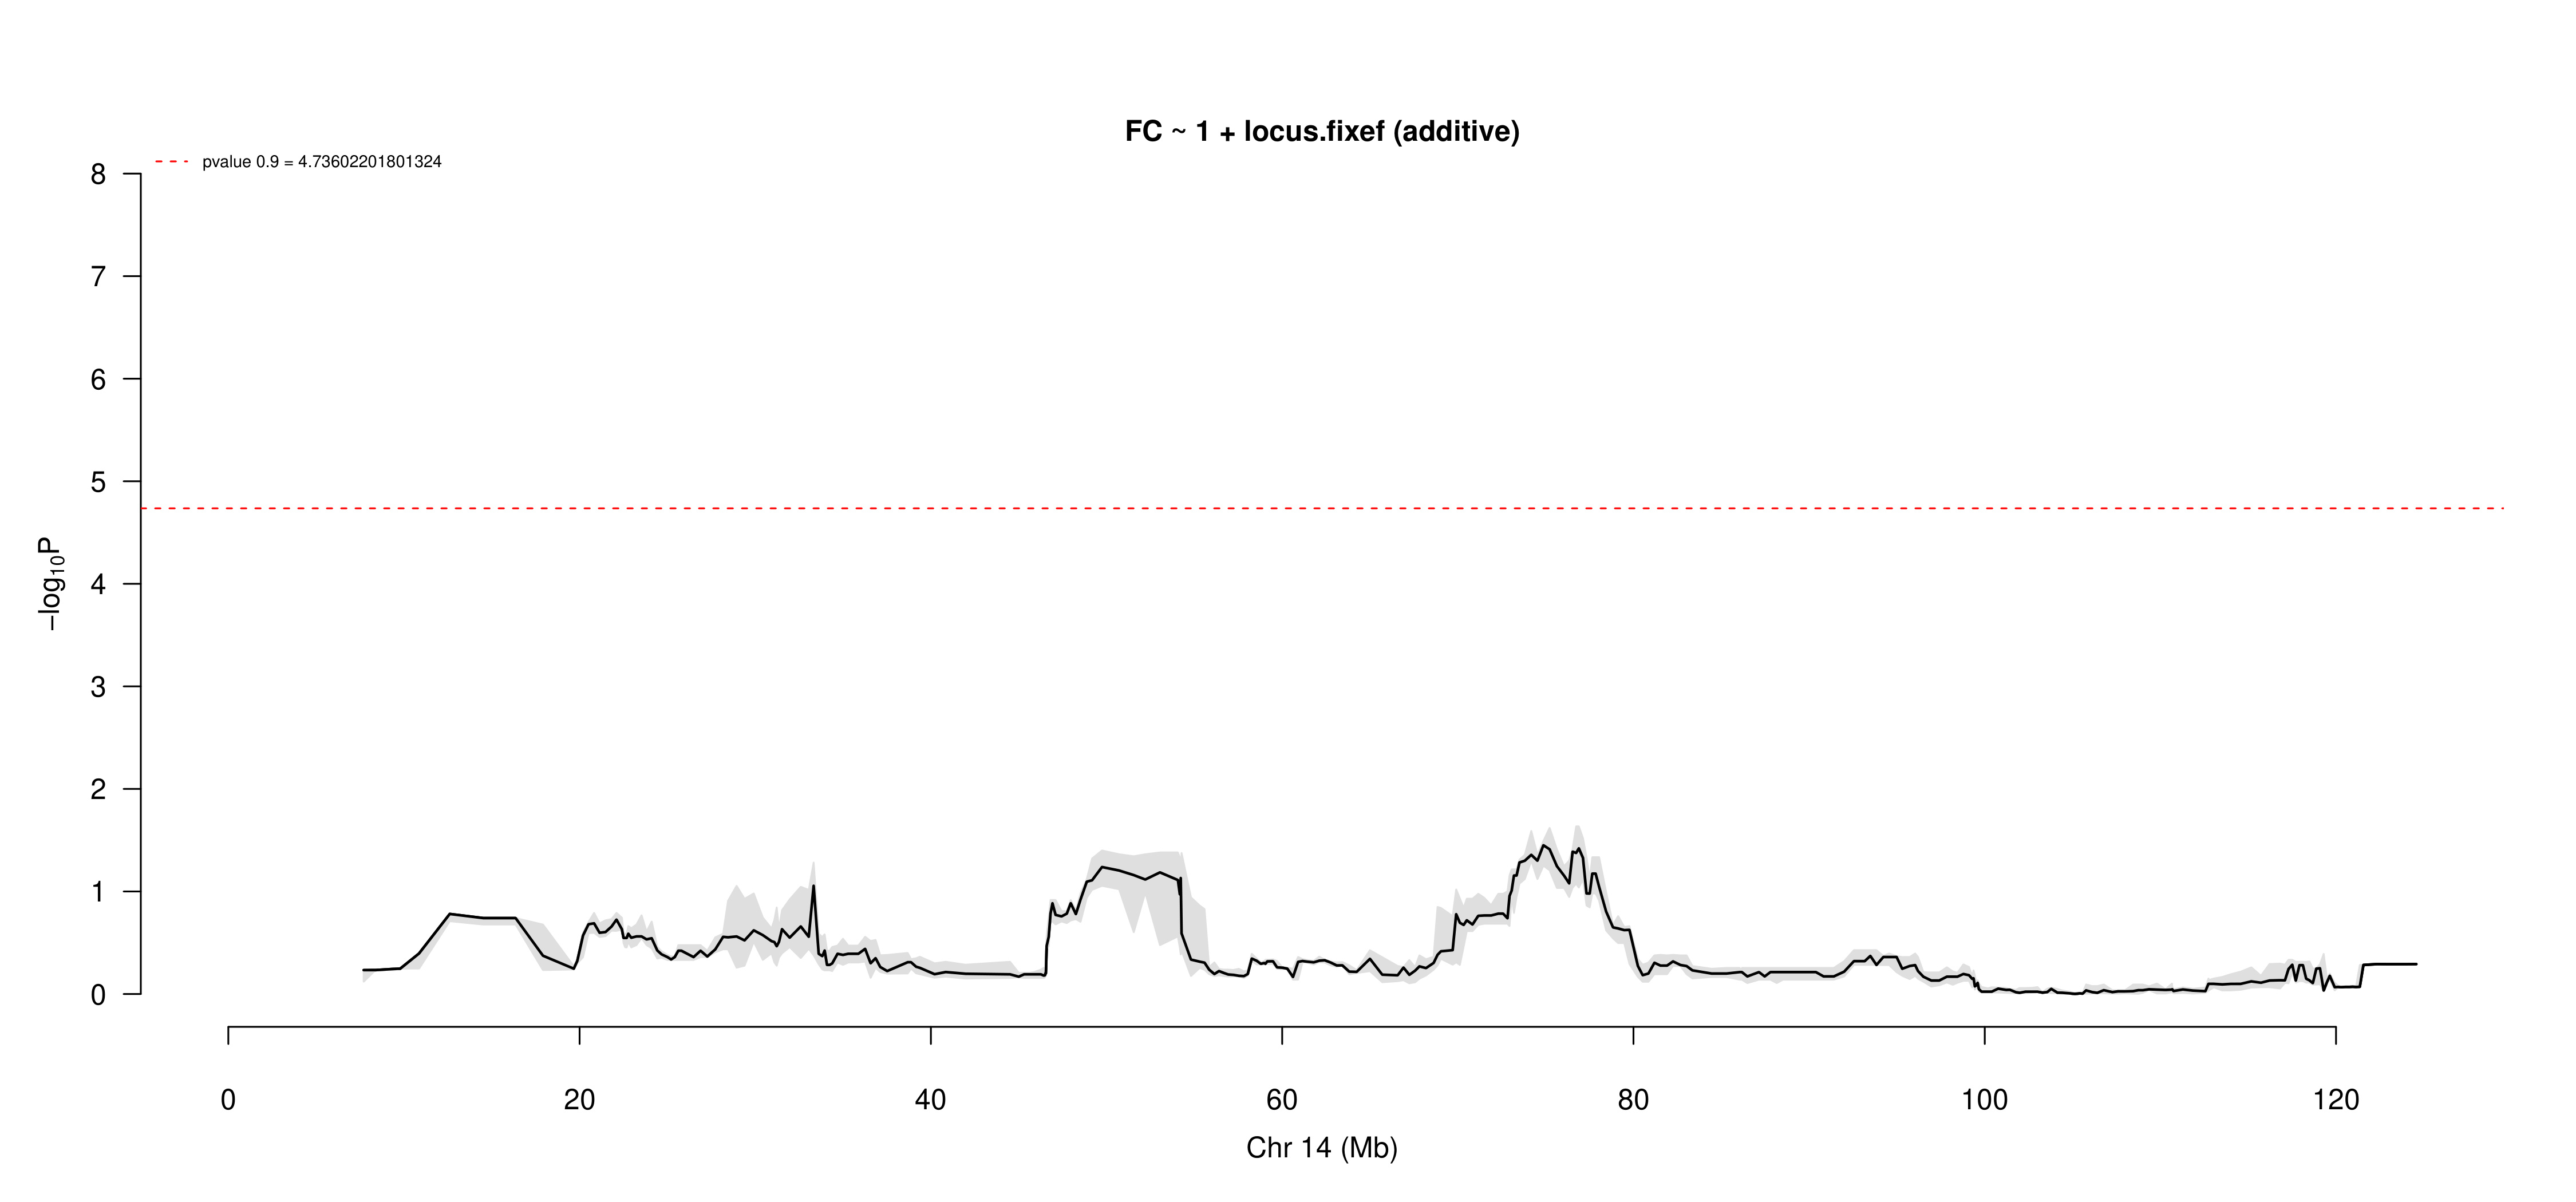 FC ~ 1 + locus.fixef (additive)
pvalue 0.9 = 4.73602201801324
8
7
6
5
4
3
2
1
0
−log10P
0 20 40 60 80 100 120
Chr 14 (Mb)